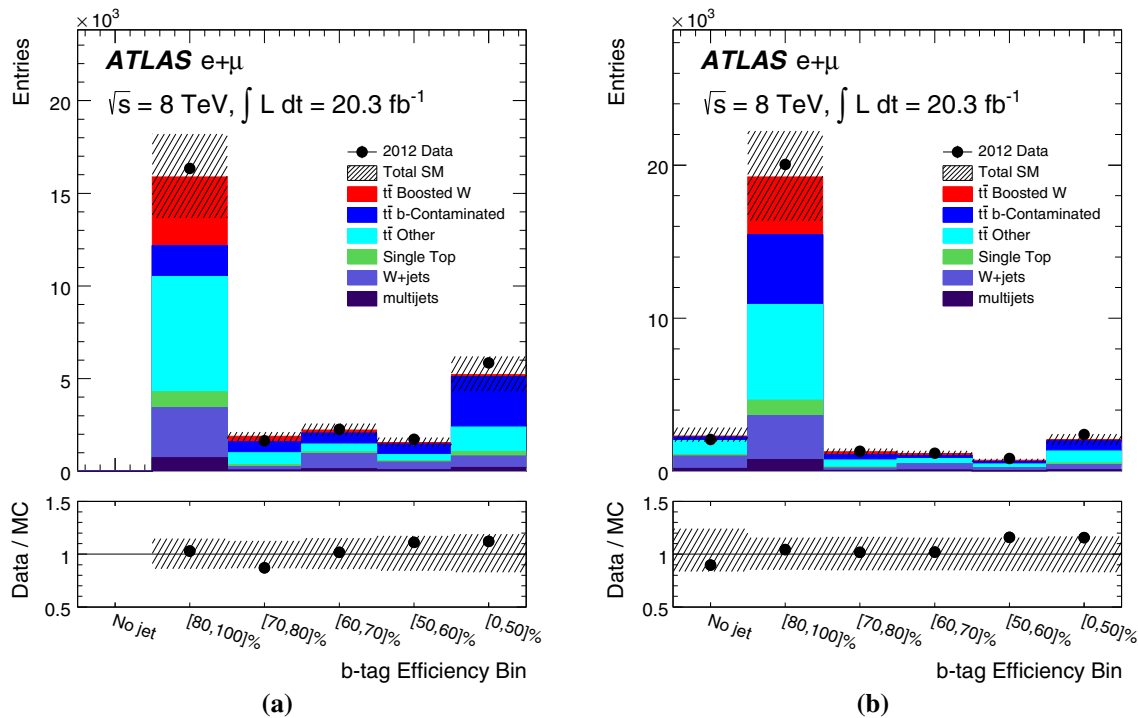 ×10³
Entries
ATLAS e+μ
√s = 8 TeV, ∫ L dt = 20.3 fb⁻¹
2012 Data
Total SM
tt̄ Boosted W
tt̄ b-Contaminated
tt̄ Other
Single Top
W+jets
multijets
20
15
10
5
0
Data / MC
1.5
1
0.5
No jet
[80,100]%
[70,80]%
[60,70]%
[50,60]%
[0,50]%
b-tag Efficiency Bin
(a)
×10³
Entries
ATLAS e+μ
√s = 8 TeV, ∫ L dt = 20.3 fb⁻¹
2012 Data
Total SM
tt̄ Boosted W
tt̄ b-Contaminated
tt̄ Other
Single Top
W+jets
multijets
20
10
0
Data / MC
1.5
1
0.5
No jet
[80,100]%
[70,80]%
[60,70]%
[50,60]%
[0,50]%
b-tag Efficiency Bin
(b)